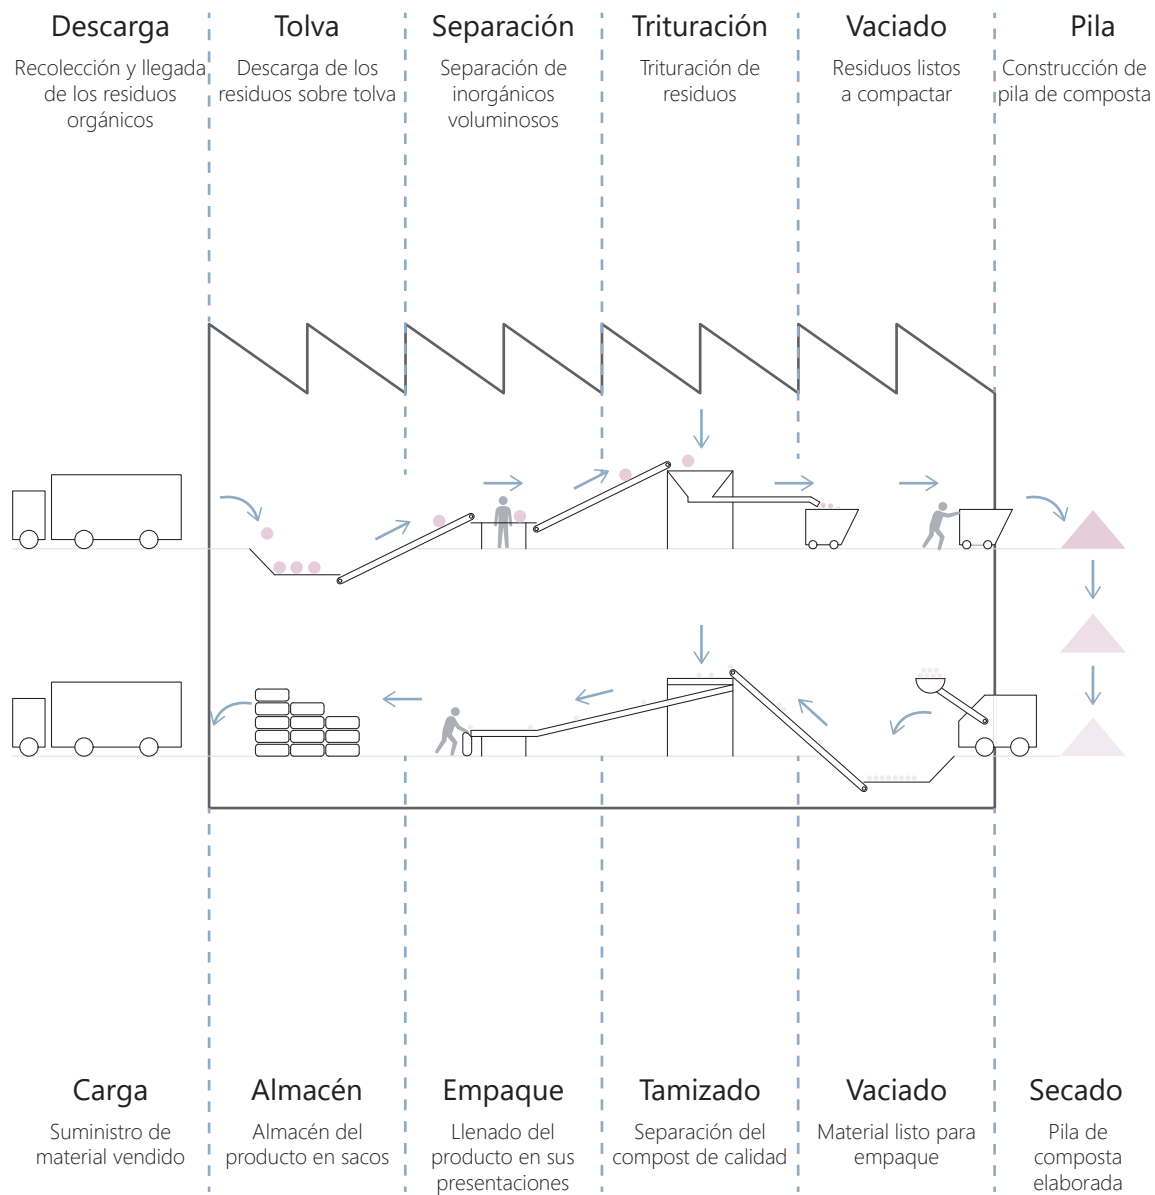 Descarga
Recolección y llegada
de los residuos
orgánicos
Tolva
Descarga de los
residuos sobre tolva
Separación
Separación de
inorgánicos
voluminosos
Trituración
Trituración de
residuos
Vaciado
Residuos listos
a compactar
Pila
Construcción de
pila de composta
Carga
Suministro de
material vendido
Almacén
Almacén del
producto en sacos
Empaque
Llenado del
producto en sus
presentaciones
Tamizado
Separación del
compost de calidad
Vaciado
Material listo para
empaque
Secado
Pila de
composta
elaborada